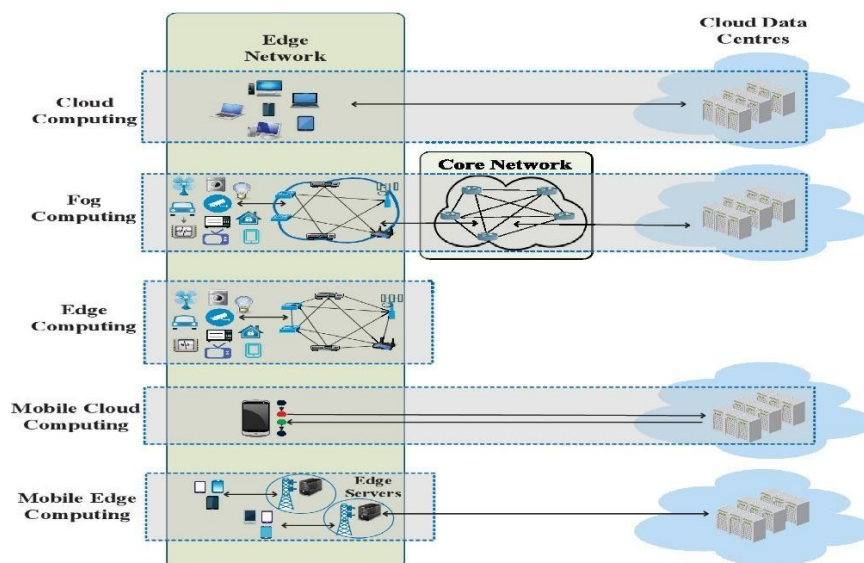 Edge
Network
Cloud Data
Centres
Cloud
Computing
Core Network
Fog
Computing
Edge
Computing
Mobile Cloud
Computing
Mobile Edge
Computing
Edge
Servers